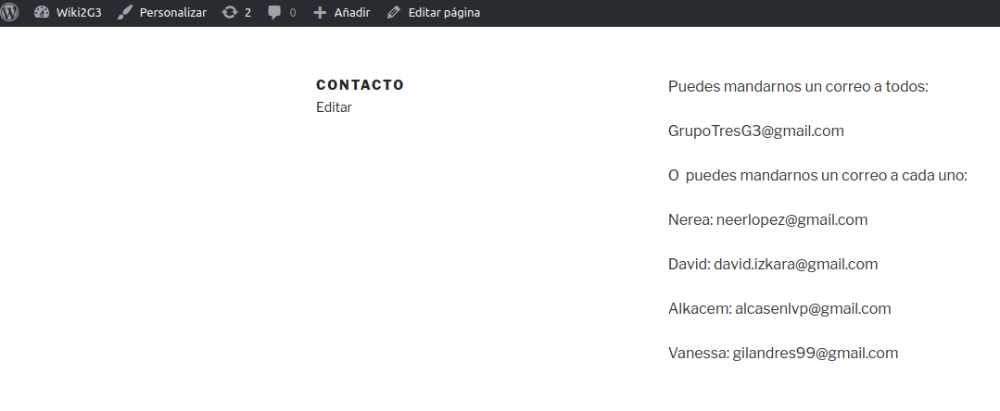 Wiki2G3 Personalizar 2 0 Añadir Editar página
CONTACTO
Editar
Puedes mandarnos un correo a todos:
GrupoTresG3@gmail.com
O puedes mandarnos un correo a cada uno:
Nerea: neerlopez@gmail.com
David: david.izkara@gmail.com
Alkacem: alcasenlvp@gmail.com
Vanessa: gilandres99@gmail.com